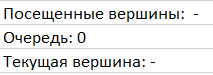 Посещенные вершины: -
Очередь: 0
Текущая вершина: -